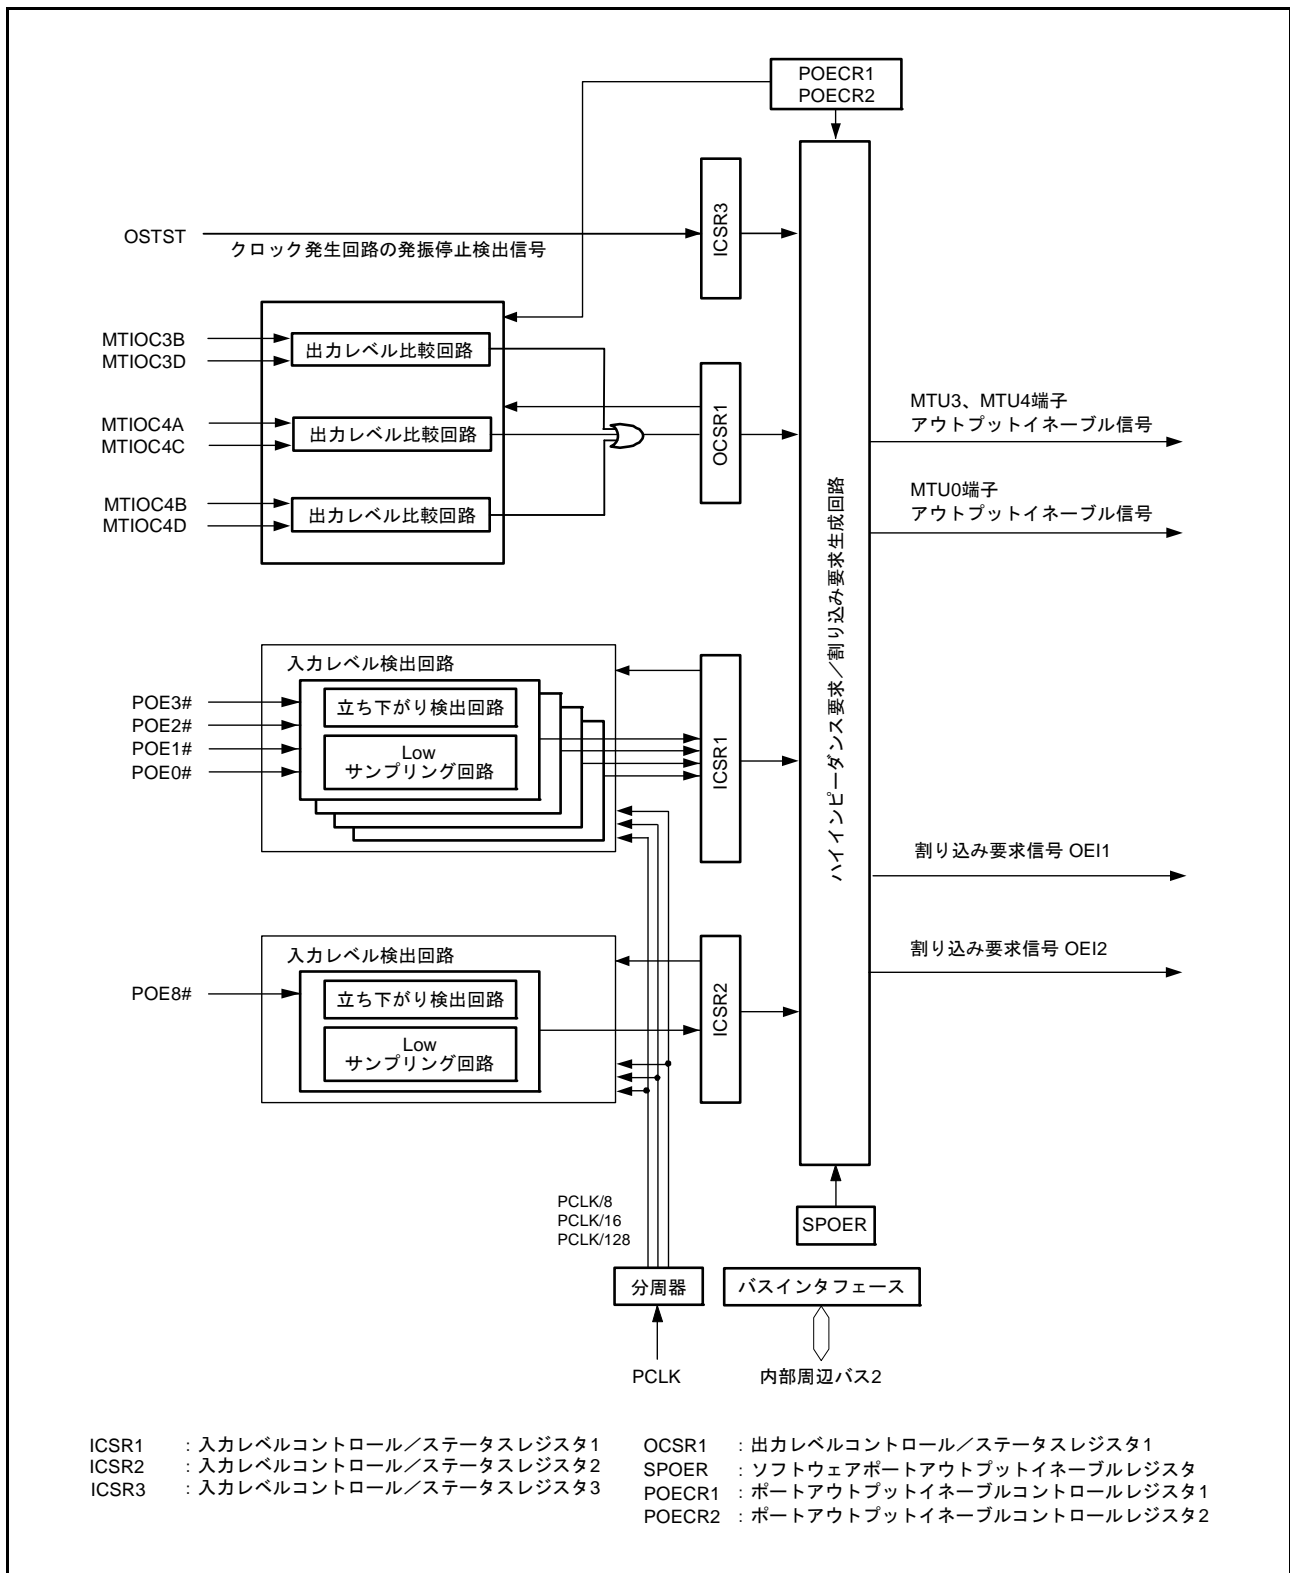 POECR1
POECR2
ICSR3
OSTST
クロック発生回路の発振停止検出信号
MTIOC3B
MTIOC3D
出力レベル比較回路
MTIOC4A
MTIOC4C
出力レベル比較回路
MTIOC4B
MTIOC4D
出力レベル比較回路
OCSR1
MTU3、MTU4端子
アウトプットイネーブル信号
MTU0端子
アウトプットイネーブル信号
ハイインピーダンス要求／割り込み要求生成回路
入力レベル検出回路
POE3#
POE2#
POE1#
POE0#
立ち下がり検出回路
Low
サンプリング回路
ICSR1
割り込み要求信号 OEI1
入力レベル検出回路
POE8#
立ち下がり検出回路
Low
サンプリング回路
ICSR2
割り込み要求信号 OEI2
PCLK/8
PCLK/16
PCLK/128
SPOER
分周器
バスインタフェース
PCLK
内部周辺バス2
ICSR1 : 入力レベルコントロール／ステータスレジスタ1
ICSR2 : 入力レベルコントロール／ステータスレジスタ2
ICSR3 : 入力レベルコントロール／ステータスレジスタ3
OCSR1 : 出力レベルコントロール／ステータスレジスタ1
SPOER : ソフトウェアポートアウトプットイネーブルレジスタ
POECR1 : ポートアウトプットイネーブルコントロールレジスタ1
POECR2 : ポートアウトプットイネーブルコントロールレジスタ2